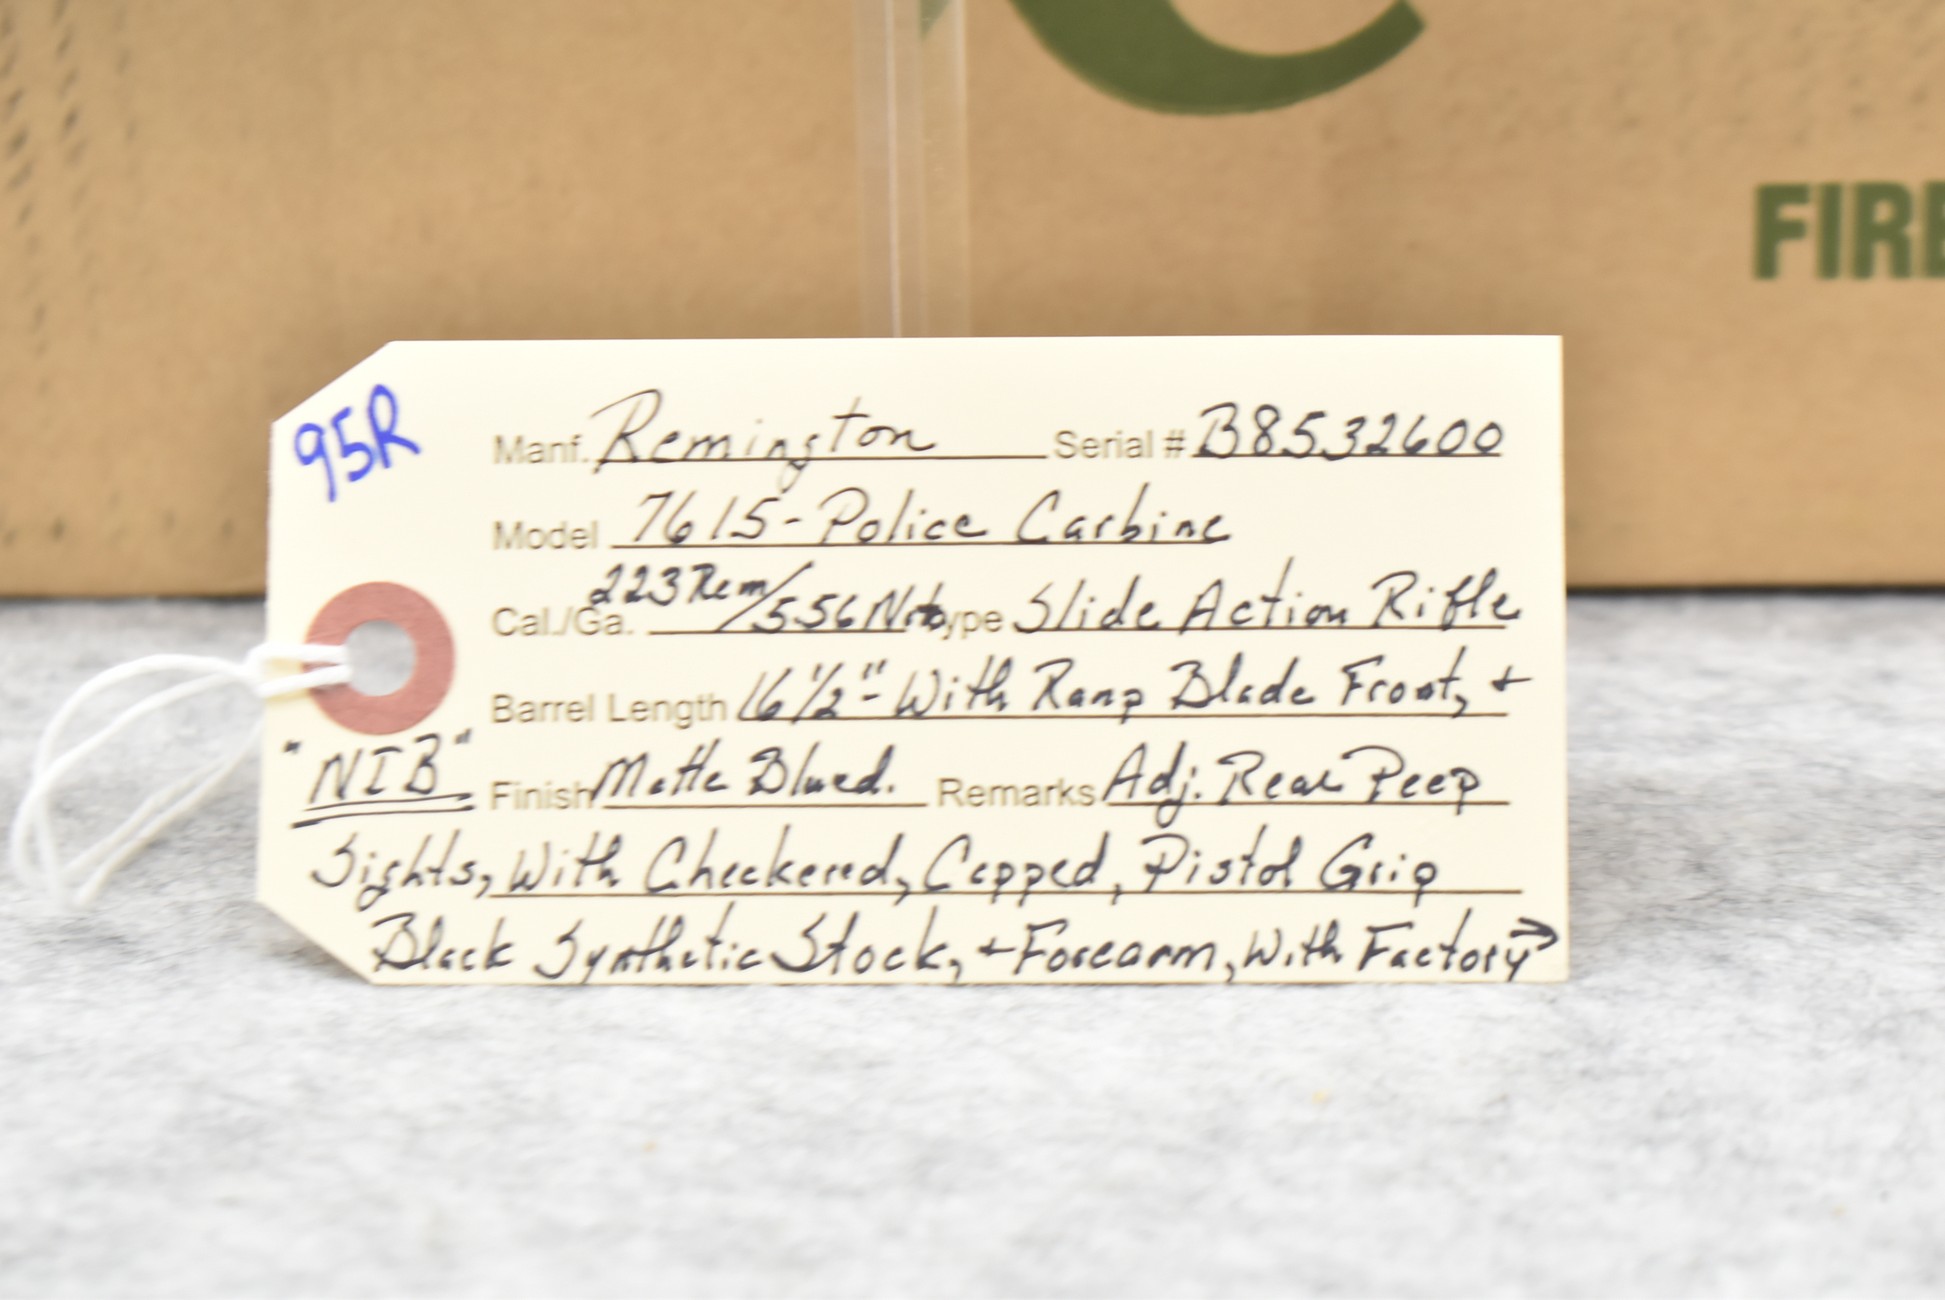 FIRE
95R
Manf. Remington Serial # B8532600
Model 7615-Police Carbine
Cal./Ga. 223 Rem/556 Nato Type Slide Action Rifle
Barrel Length 16½"- With Ramp Blade Front, +
"NIB" Finish Matte Blued. Remarks Adj. Rear Peep
Sights, With Checkered, Capped, Pistol Grip
Black Synthetic Stock, + Forearm, With Factory →